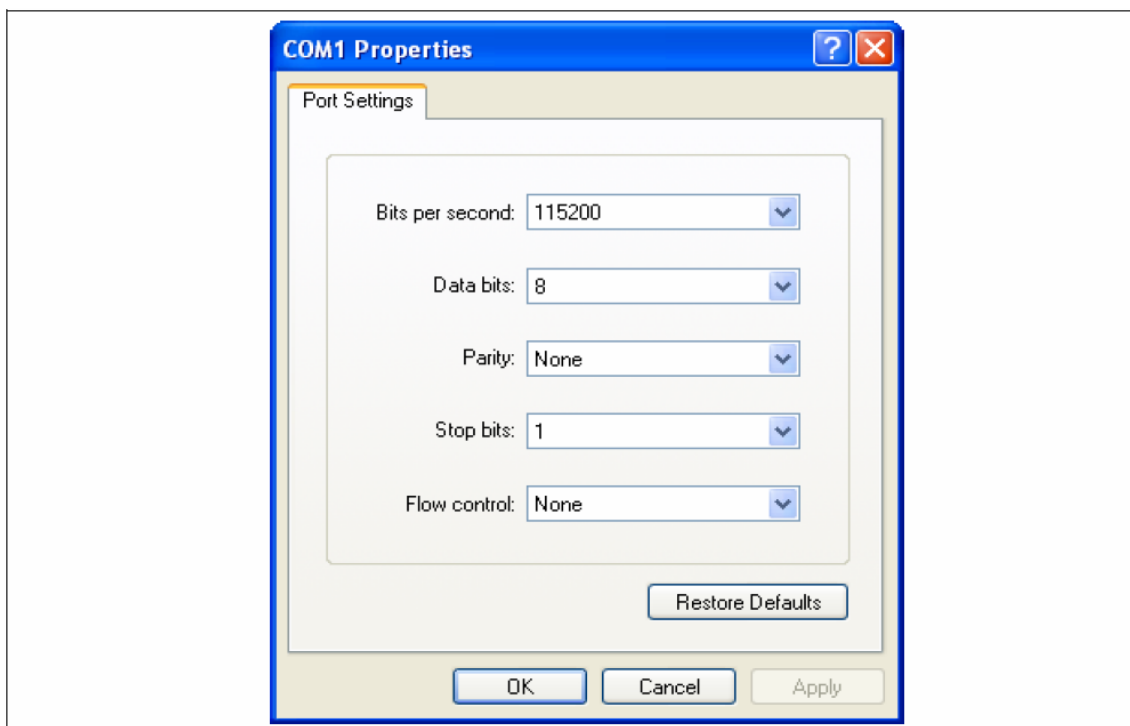 COM1 Properties
Port Settings
Bits per second: 115200
Data bits: 8
Parity: None
Stop bits: 1
Flow control: None
Restore Defaults
OK Cancel Apply